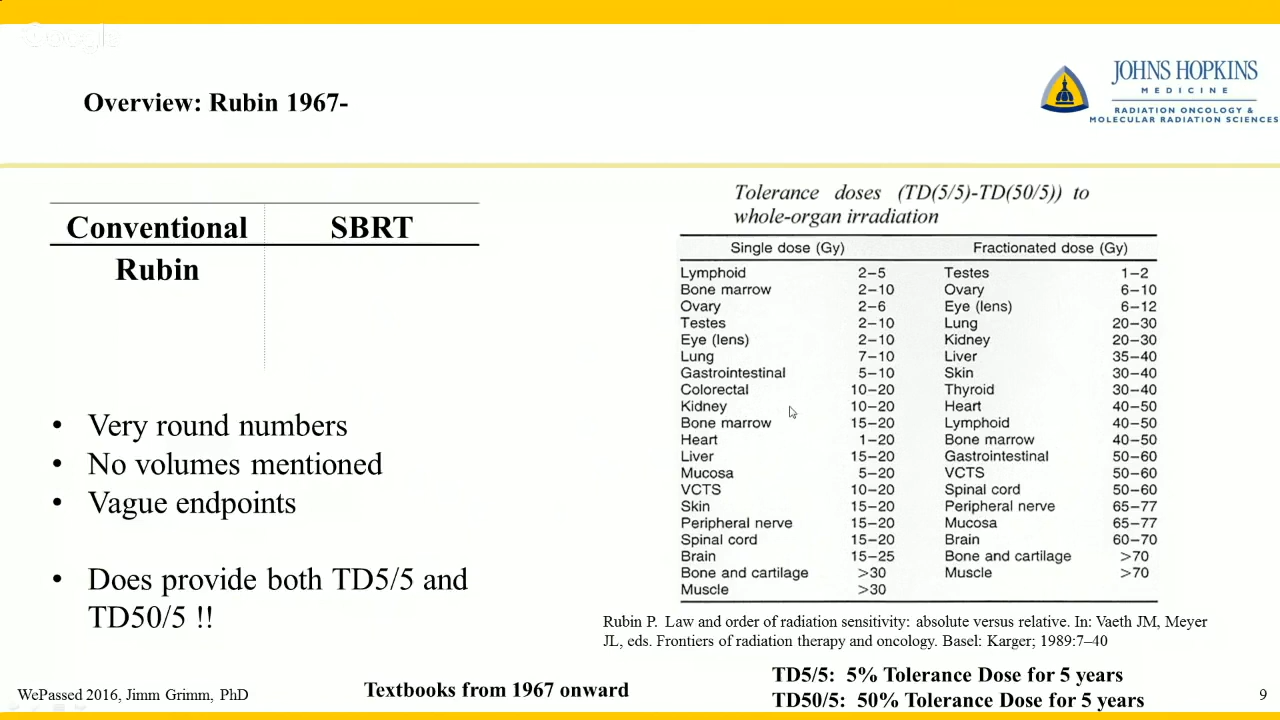 Google
Overview: Rubin 1967-
JOHNS HOPKINS
MEDICINE
RADIATION ONCOLOGY &
MOLECULAR RADIATION SCIENCES
Conventional SBRT
Rubin
• Very round numbers
• No volumes mentioned
• Vague endpoints
• Does provide both TD5/5 and
TD50/5 !!
Tolerance doses (TD(5/5)-TD(50/5)) to
whole-organ irradiation
Single dose (Gy) Fractionated dose (Gy)
Lymphoid 2–5 Testes 1–2
Bone marrow 2–10 Ovary 6–10
Ovary 2–6 Eye (lens) 6–12
Testes 2–10 Lung 20–30
Eye (lens) 2–10 Kidney 20–30
Lung 7–10 Liver 35–40
Gastrointestinal 5–10 Skin 30–40
Colorectal 10–20 Thyroid 30–40
Kidney 10–20 Heart 40–50
Bone marrow 15–20 Lymphoid 40–50
Heart 1–20 Bone marrow 40–50
Liver 15–20 Gastrointestinal 50–60
Mucosa 5–20 VCTS 50–60
VCTS 10–20 Spinal cord 50–60
Skin 15–20 Peripheral nerve 65–77
Peripheral nerve 15–20 Mucosa 65–77
Spinal cord 15–20 Brain 60–70
Brain 15–25 Bone and cartilage >70
Bone and cartilage >30 Muscle >70
Muscle >30
Rubin P. Law and order of radiation sensitivity: absolute versus relative. In: Vaeth JM, Meyer
JL, eds. Frontiers of radiation therapy and oncology. Basel: Karger; 1989:7–40
TD5/5: 5% Tolerance Dose for 5 years
TD50/5: 50% Tolerance Dose for 5 years
WePassed 2016, Jimm Grimm, PhD
Textbooks from 1967 onward
9